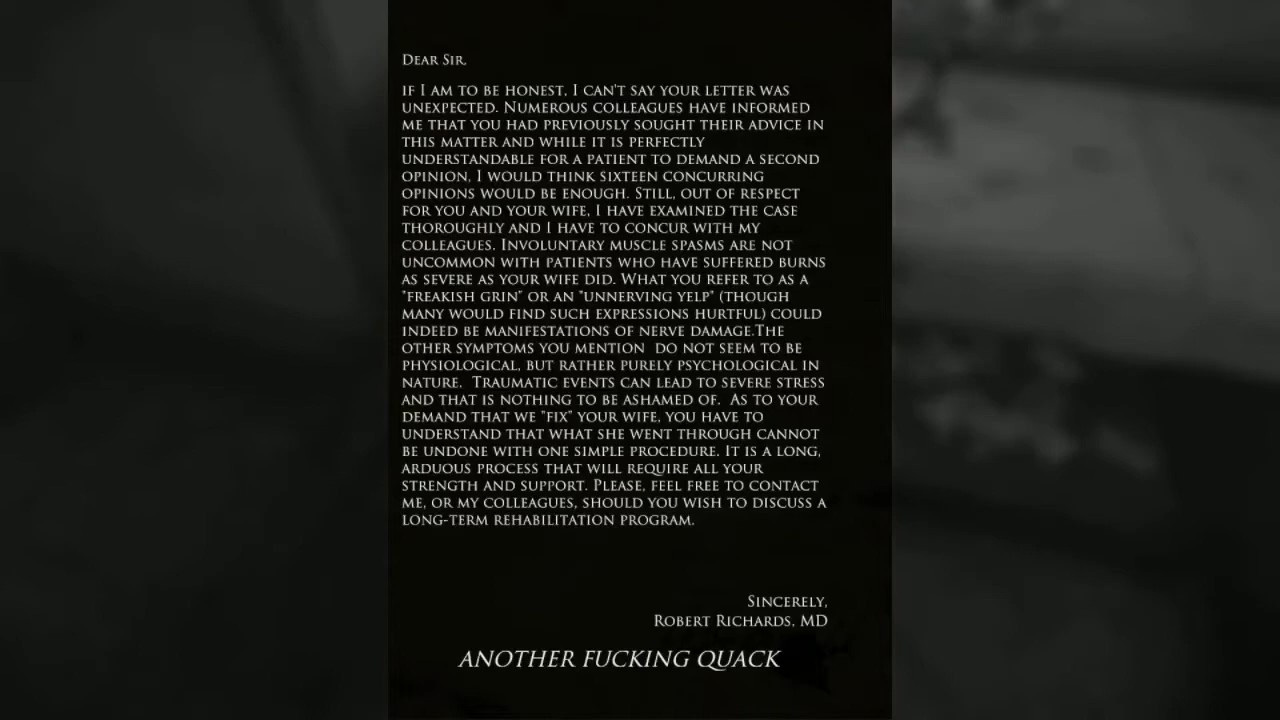 DEAR SIR,
IF I AM TO BE HONEST, I CAN'T SAY YOUR LETTER WAS
UNEXPECTED. NUMEROUS COLLEAGUES HAVE INFORMED
ME THAT YOU HAD PREVIOUSLY SOUGHT THEIR ADVICE IN
THIS MATTER AND WHILE IT IS PERFECTLY
UNDERSTANDABLE FOR A PATIENT TO DEMAND A SECOND
OPINION, I WOULD THINK SIXTEEN CONCURRING
OPINIONS WOULD BE ENOUGH. STILL, OUT OF RESPECT
FOR YOU AND YOUR WIFE, I HAVE EXAMINED THE CASE
THOROUGHLY AND I HAVE TO CONCUR WITH MY
COLLEAGUES. INVOLUNTARY MUSCLE SPASMS ARE NOT
UNCOMMON WITH PATIENTS WHO HAVE SUFFERED BURNS
AS SEVERE AS YOUR WIFE DID. WHAT YOU REFER TO AS A
"FREAKISH GRIN" OR AN "UNNERVING YELP" (THOUGH
MANY WOULD FIND SUCH EXPRESSIONS HURTFUL) COULD
INDEED BE MANIFESTATIONS OF NERVE DAMAGE.THE
OTHER SYMPTOMS YOU MENTION  DO NOT SEEM TO BE
PHYSIOLOGICAL, BUT RATHER PURELY PSYCHOLOGICAL IN
NATURE.  TRAUMATIC EVENTS CAN LEAD TO SEVERE STRESS
AND THAT IS NOTHING TO BE ASHAMED OF.  AS TO YOUR
DEMAND THAT WE "FIX" YOUR WIFE, YOU HAVE TO
UNDERSTAND THAT WHAT SHE WENT THROUGH CANNOT
BE UNDONE WITH ONE SIMPLE PROCEDURE. IT IS A LONG,
ARDUOUS PROCESS THAT WILL REQUIRE ALL YOUR
STRENGTH AND SUPPORT. PLEASE, FEEL FREE TO CONTACT
ME, OR MY COLLEAGUES, SHOULD YOU WISH TO DISCUSS A
LONG-TERM REHABILITATION PROGRAM.
SINCERELY,
ROBERT RICHARDS, MD
ANOTHER FUCKING QUACK